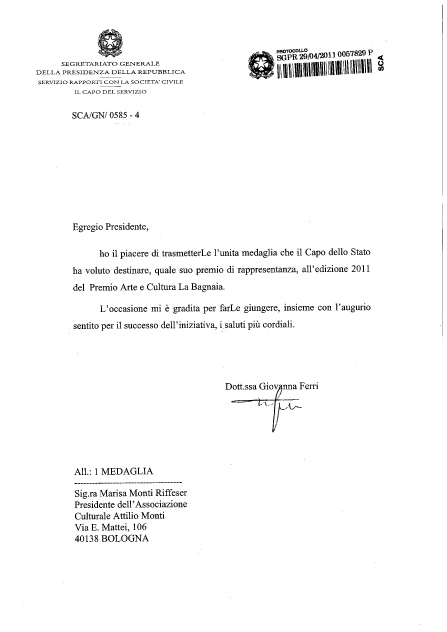 SEGRETARIATO GENERALE
DELLA PRESIDENZA DELLA REPUBBLICA
SERVIZIO RAPPORTI CON LA SOCIETA' CIVILE
IL CAPO DEL SERVIZIO
PROTOCOLLO
SGPR 29/04/2011 0057829 P
SCA
SCA/GN/ 0585 - 4
Egregio Presidente,
ho il piacere di trasmetterLe l'unita medaglia che il Capo dello Stato
ha voluto destinare, quale suo premio di rappresentanza, all'edizione 2011
del Premio Arte e Cultura La Bagnaia.
L'occasione mi è gradita per farLe giungere, insieme con l'augurio
sentito per il successo dell'iniziativa, i saluti più cordiali.
Dott.ssa Giovanna Ferri
All.: 1 MEDAGLIA
Sig.ra Marisa Monti Riffeser
Presidente dell'Associazione
Culturale Attilio Monti
Via E. Mattei, 106
40138 BOLOGNA